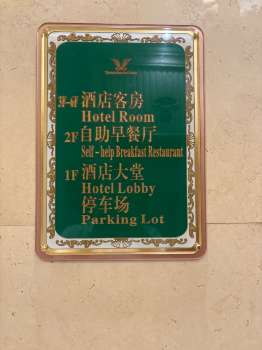 3F-6F 酒店客房
Hotel Room
2F 自助早餐厅
Self-help Breakfast Restaurant
1F 酒店大堂
Hotel Lobby
停车场
Parking Lot